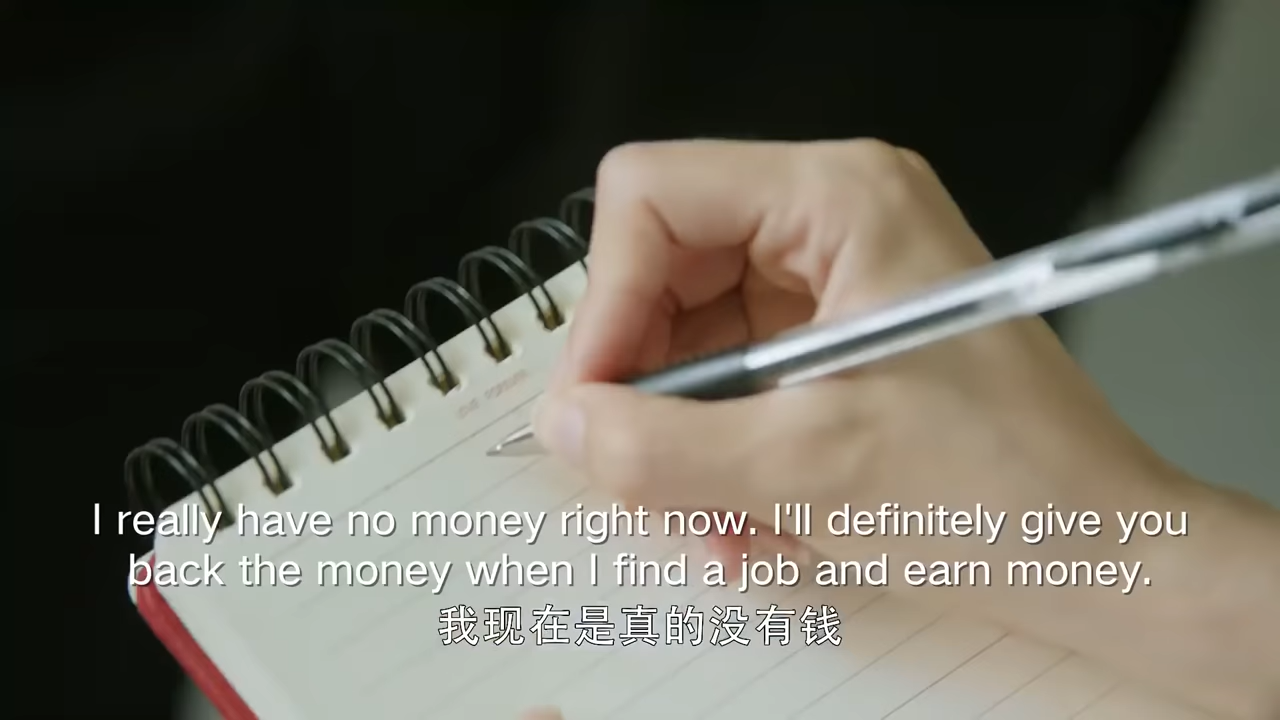 I really have no money right now. I'll definitely give you
back the money when I find a job and earn money.
我现在是真的没有钱